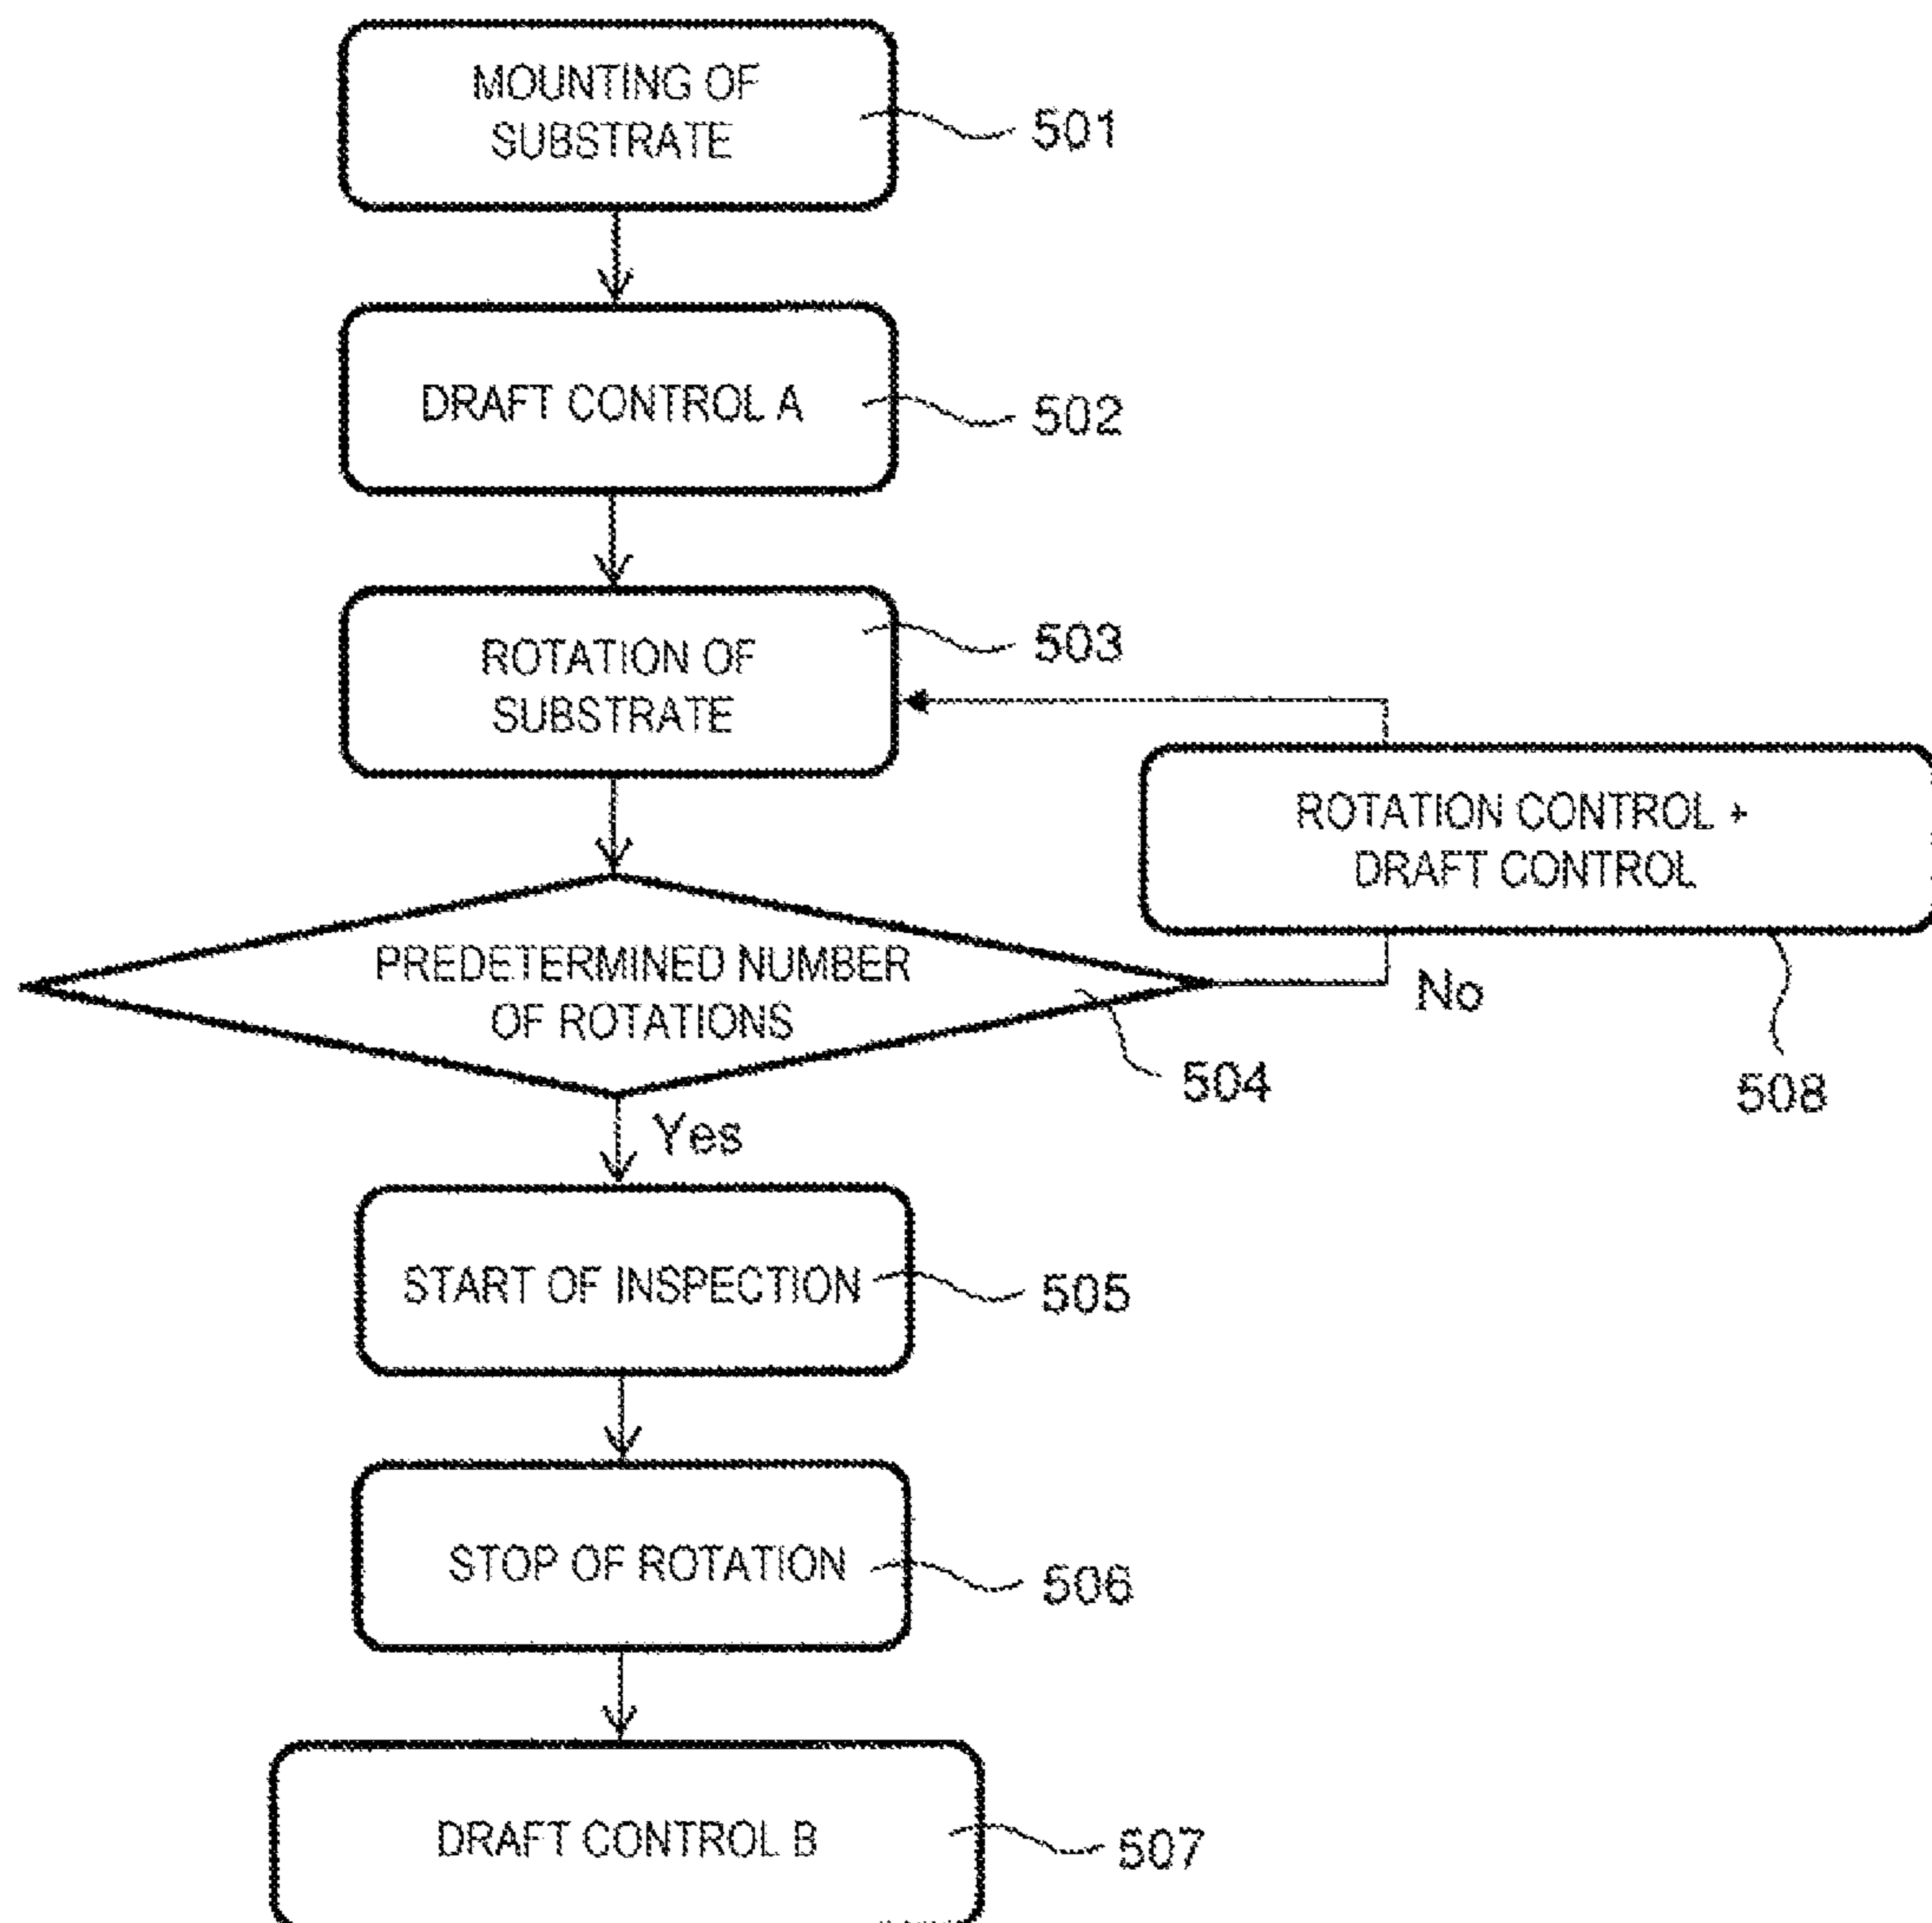 MOUNTING OF
SUBSTRATE
501
DRAFT CONTROL A
502
ROTATION OF
SUBSTRATE
503
ROTATION CONTROL +
DRAFT CONTROL
508
PREDETERMINED NUMBER
OF ROTATIONS
504
No
Yes
START OF INSPECTION
505
STOP OF ROTATION
506
DRAFT CONTROL B
507